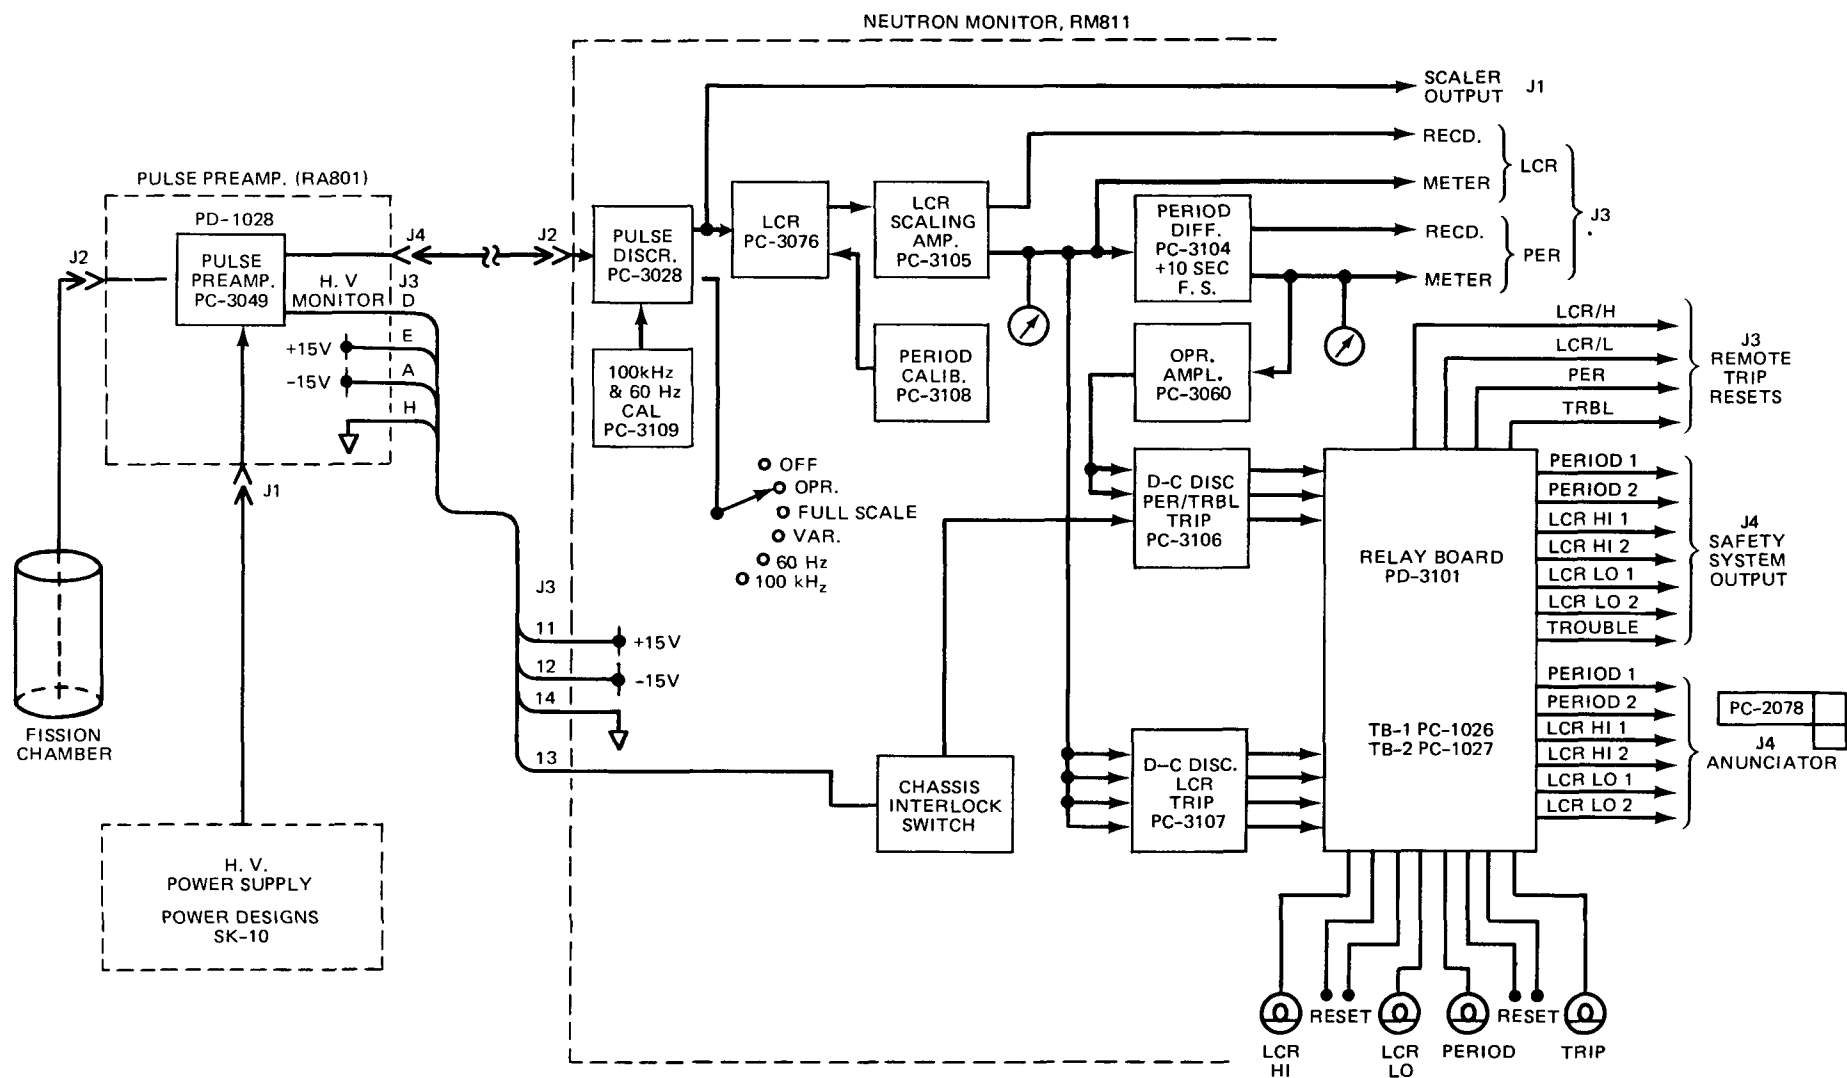 NEUTRON MONITOR, RM811
PULSE PREAMP. (RA801)
PD-1028
J2
PULSE
PREAMP.
PC-3049
J4
J2
H. V
MONITOR
J3
D
+15V
E
-15V
A
H
J1
FISSION
CHAMBER
H. V.
POWER SUPPLY
POWER DESIGNS
SK-10
J3
11
+15V
12
-15V
14
13
PULSE
DISCR.
PC-3028
100kHz
& 60 Hz
CAL
PC-3109
LCR
PC-3076
LCR
SCALING
AMP.
PC-3105
PERIOD
CALIB.
PC-3108
OFF
OPR.
FULL SCALE
VAR.
60 Hz
100 kHz
CHASSIS
INTERLOCK
SWITCH
PERIOD
DIFF.
PC-3104
+10 SEC
F. S.
OPR.
AMPL.
PC-3060
D-C DISC
PER/TRBL
TRIP
PC-3106
D-C DISC.
LCR
TRIP
PC-3107
SCALER
OUTPUT
J1
RECD.
METER
LCR
RECD.
METER
PER
J3
LCR/H
LCR/L
PER
TRBL
J3
REMOTE
TRIP
RESETS
RELAY BOARD
PD-3101
TB-1 PC-1026
TB-2 PC-1027
PERIOD 1
PERIOD 2
LCR HI 1
LCR HI 2
LCR LO 1
LCR LO 2
TROUBLE
J4
SAFETY
SYSTEM
OUTPUT
PERIOD 1
PERIOD 2
LCR HI 1
LCR HI 2
LCR LO 1
LCR LO 2
PC-2078
J4
ANUNCIATOR
LCR
HI
RESET
LCR
LO
PERIOD
RESET
TRIP